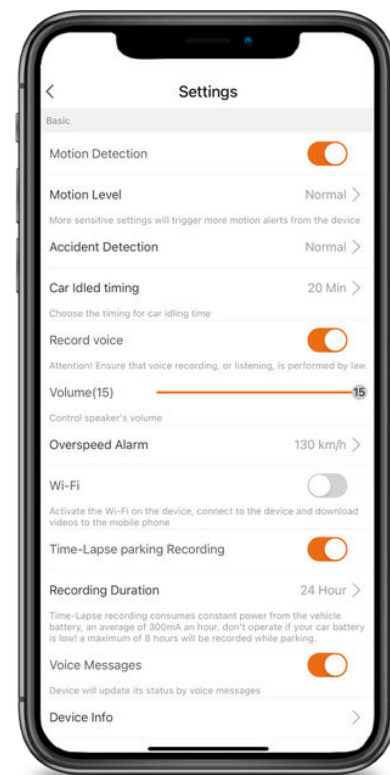 Settings
Basic
Motion Detection
Motion Level Normal
More sensitive settings will trigger more motion alerts from the device
Accident Detection Normal
Car Idled timing 20 Min
Choose the timing for car idling time
Record voice
Attention! Ensure that voice recording, or listening, is performed by law.
Volume(15) 15
Control speaker's volume
Overspeed Alarm 130 km/h
Wi-Fi
Activate the Wi-Fi on the device, connect to the device and download
videos to the mobile phone
Time-Lapse parking Recording
Recording Duration 24 Hour
Time-Lapse recording consumes constant power from the vehicle
battery, an average of 300mA an hour. don't operate if your car battery
is low! a maximum of 8 hours will be recorded while parking.
Voice Messages
Device will update its status by voice messages
Device Info